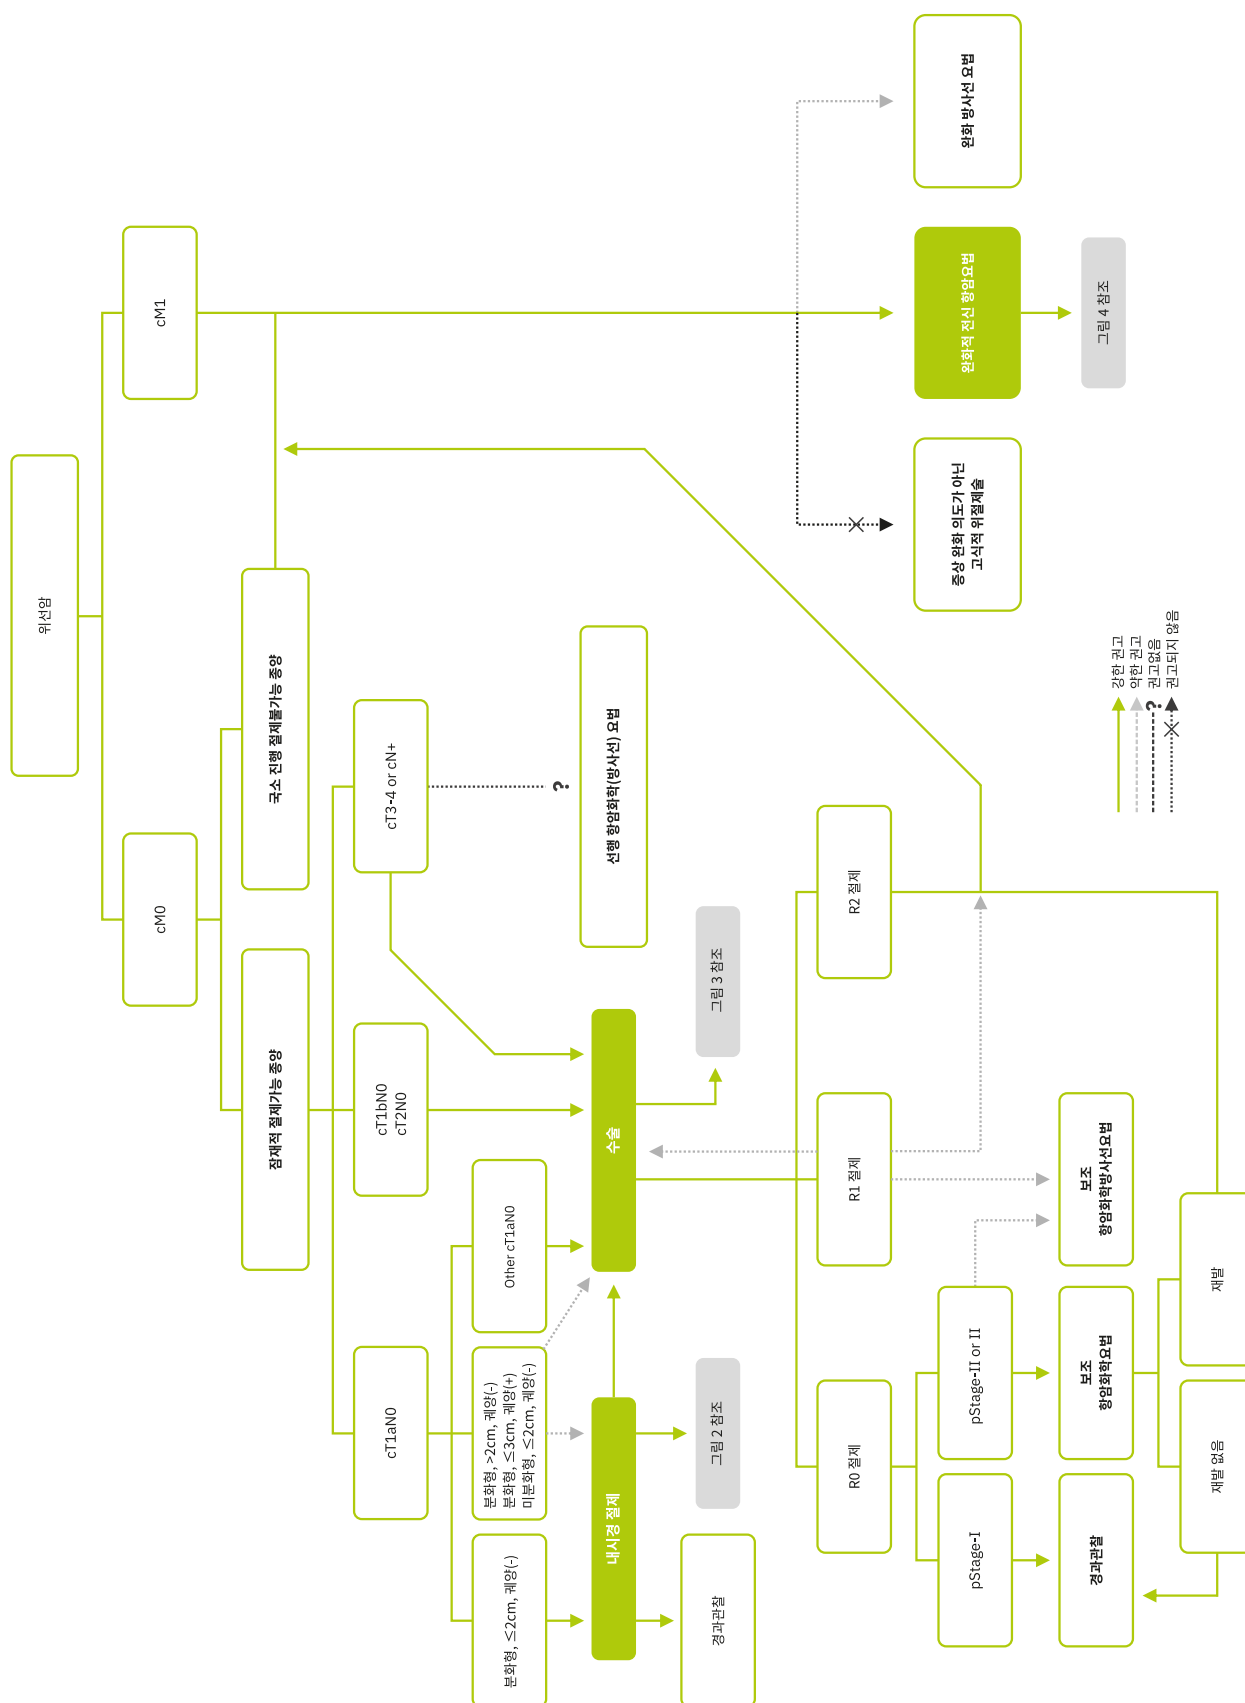 위선암
cM0
cM1
잠재적 절제가능 종양
국소 진행 절제불가능 종양
cT1aN0
cT1bN0
cT2N0
cT3-4 or cN+
분화형, ≤2cm, 궤양(-)
분화형, >2cm, 궤양(-)
분화형, ≤3cm, 궤양(+)
미분화형, ≤2cm, 궤양(-)
Other cT1aN0
?
내시경 절제
수술
선행 항암화학(방사선) 요법
경과관찰
그림 2 참조
그림 3 참조
R0 절제
R1 절제
R2 절제
증상 완화 의도가 아닌
고식적 위절제술
완화적 전신 항암요법
완화 방사선 요법
그림 4 참조
pStage-I
pStage-II or II
경과관찰
보조
항암화학요법
보조
항암화학방사선요법
재발 없음
재발
강한 권고
약한 권고
? 권고없음
권고되지 않음